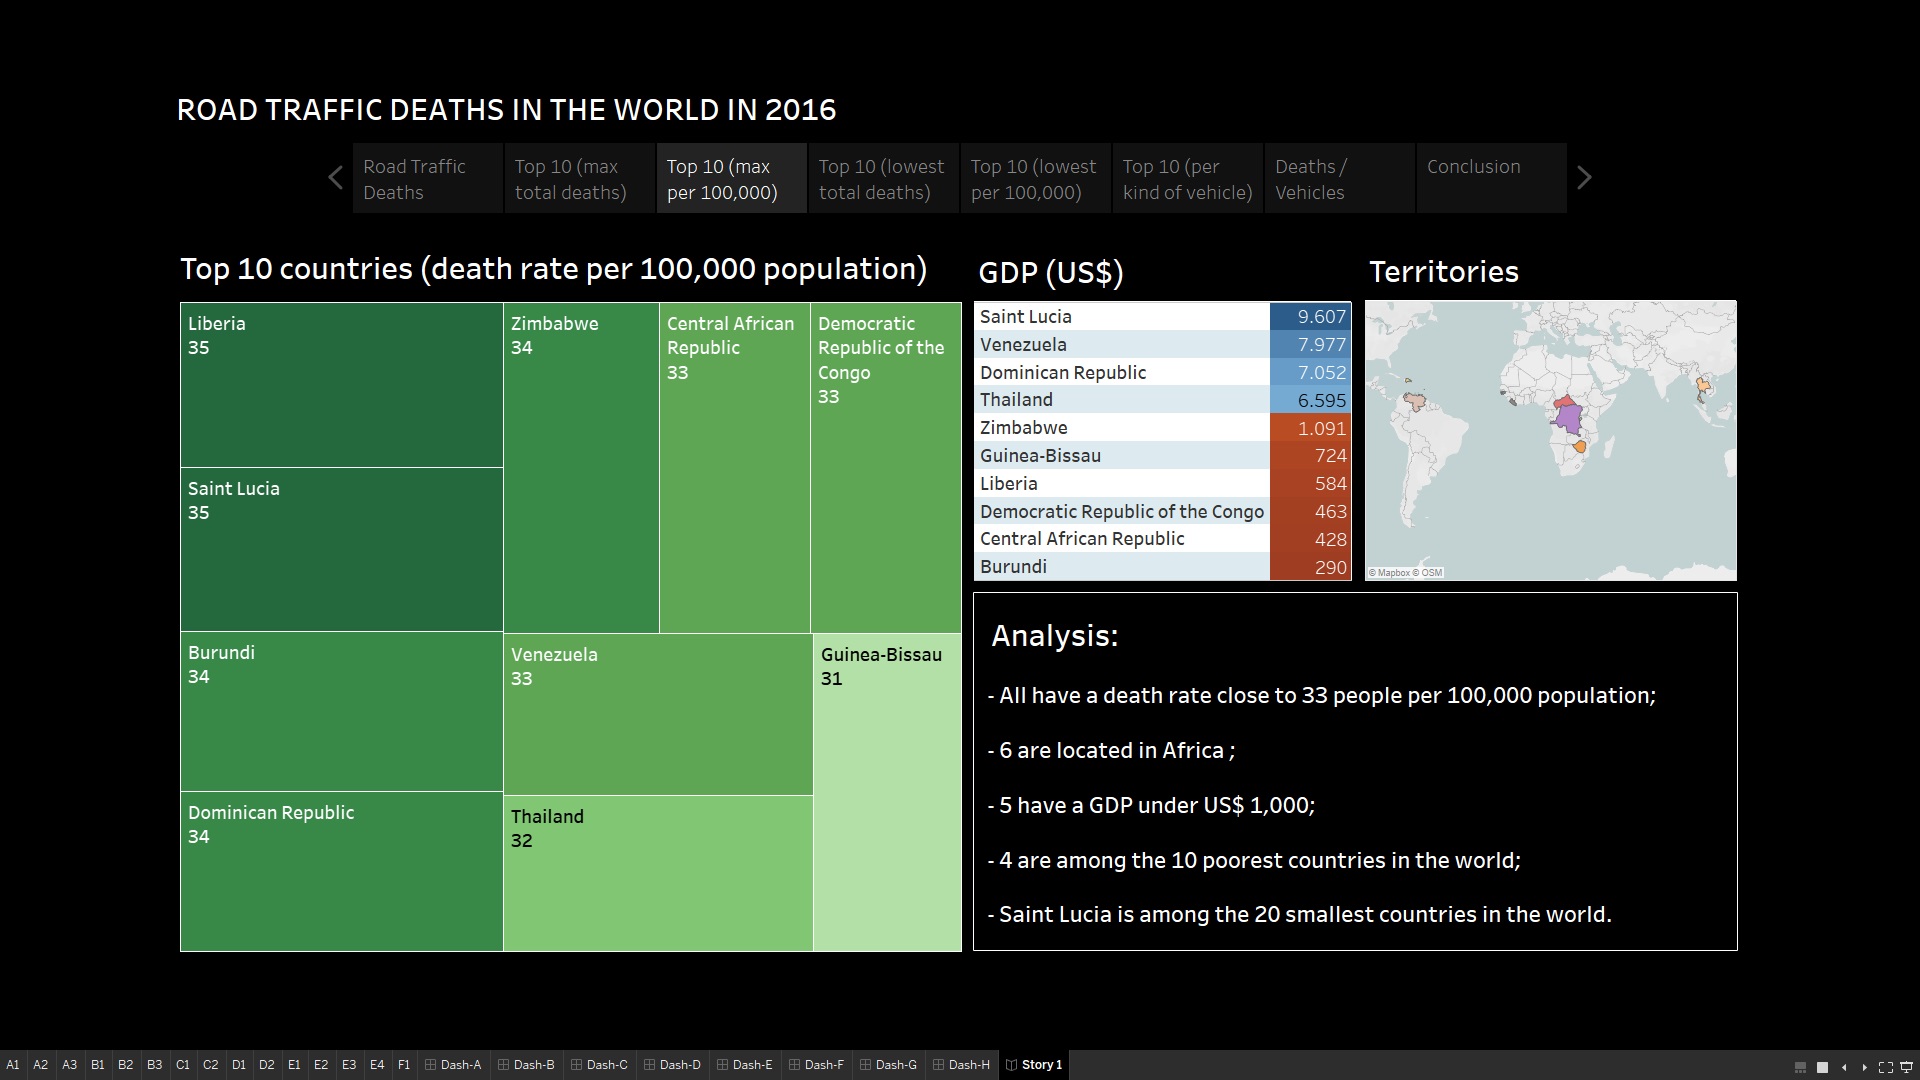 ROAD TRAFFIC DEATHS IN THE WORLD IN 2016
Road Traffic
Deaths
Top 10 (max
total deaths)
Top 10 (max
per 100,000)
Top 10 (lowest
total deaths)
Top 10 (lowest
per 100,000)
Top 10 (per
kind of vehicle)
Deaths /
Vehicles
Conclusion
Top 10 countries (death rate per 100,000 population)
Liberia
35
Saint Lucia
35
Burundi
34
Dominican Republic
34
Zimbabwe
34
Central African
Republic
33
Democratic
Republic of the
Congo
33
Venezuela
33
Thailand
32
Guinea-Bissau
31
GDP (US$)
Saint Lucia 9.607
Venezuela 7.977
Dominican Republic 7.052
Thailand 6.595
Zimbabwe 1.091
Guinea-Bissau 724
Liberia 584
Democratic Republic of the Congo 463
Central African Republic 428
Burundi 290
Territories
© Mapbox © OSM
Analysis:
- All have a death rate close to 33 people per 100,000 population;
- 6 are located in Africa ;
- 5 have a GDP under US$ 1,000;
- 4 are among the 10 poorest countries in the world;
- Saint Lucia is among the 20 smallest countries in the world.
A1 A2 A3 B1 B2 B3 C1 C2 D1 D2 E1 E2 E3 E4 F1 Dash-A Dash-B Dash-C Dash-D Dash-E Dash-F Dash-G Dash-H Story 1